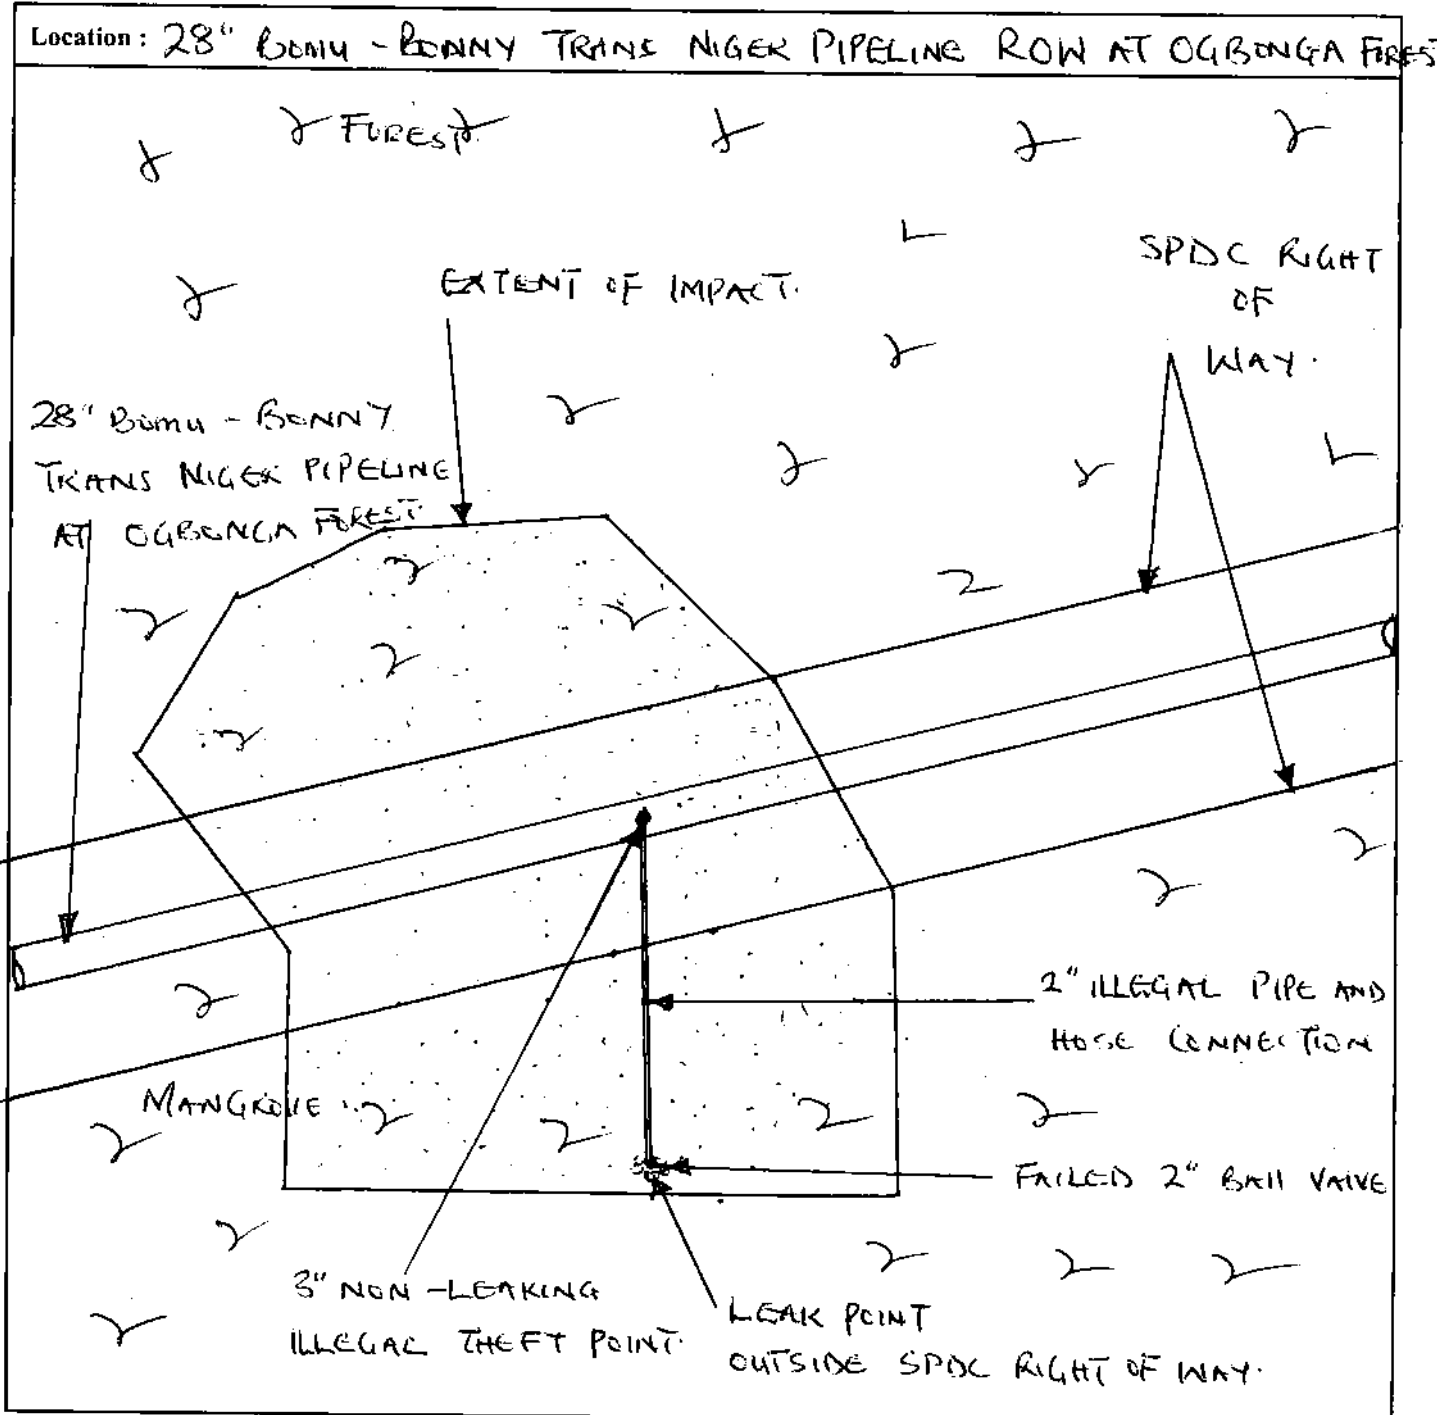 Location : 28" BOMU - BONNY TRANS NIGER PIPELINE ROW AT OGBONGA FOREST
FOREST
EXTENT OF IMPACT.
SPDC RIGHT
OF
WAY.
28" BOMU - BONNY
TRANS NIGER PIPELINE
AT OGBONGA FOREST
2" ILLEGAL PIPE AND
HOSE CONNECTION
MANGROVE
FAILED 2" BALL VALVE
3" NON-LEAKING
ILLEGAL THEFT POINT.
LEAK POINT
OUTSIDE SPDC RIGHT OF WAY.